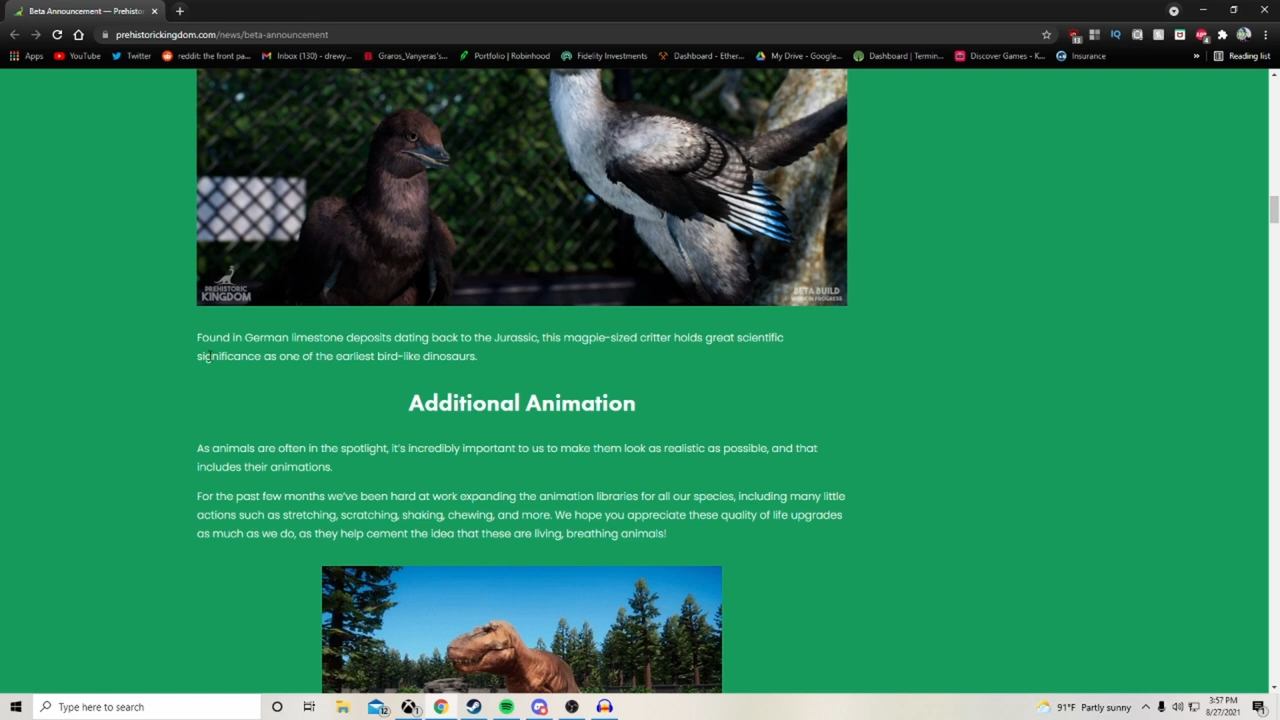 Beta Announcement — Prehistor
prehistorickingdom.com/news/beta-announcement
Apps YouTube Twitter reddit: the front pa... Inbox (130) - drewy... Graros_Vanyeras's... Portfolio | Robinhood Fidelity Investments Dashboard - Ether... My Drive - Google... Dashboard | Termin... Discover Games - K... Insurance » Reading list
PREHISTORIC
KINGDOM
BETA BUILD
WORK IN PROGRESS
Found in German limestone deposits dating back to the Jurassic, this magpie-sized critter holds great scientific
significance as one of the earliest bird-like dinosaurs.
Additional Animation
As animals are often in the spotlight, it's incredibly important to us to make them look as realistic as possible, and that
includes their animations.
For the past few months we've been hard at work expanding the animation libraries for all our species, including many little
actions such as stretching, scratching, shaking, chewing, and more. We hope you appreciate these quality of life upgrades
as much as we do, as they help cement the idea that these are living, breathing animals!
Type here to search
12
1
91°F Partly sunny
3:57 PM
8/27/2021